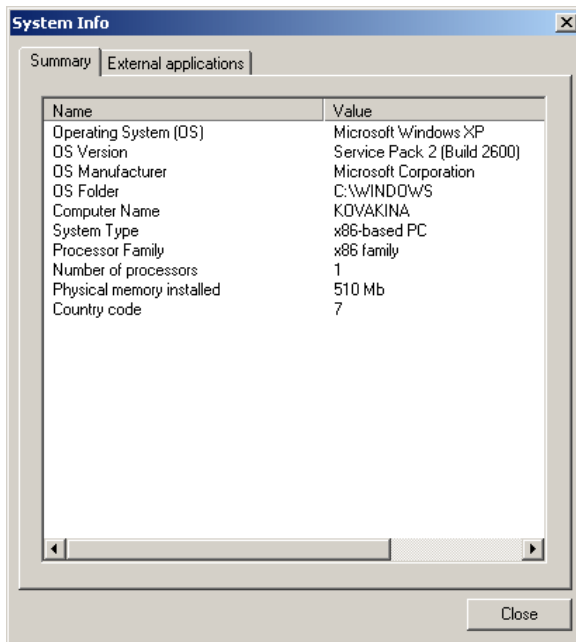 System Info
Summary External applications
Name Value
Operating System (OS) Microsoft Windows XP
OS Version Service Pack 2 (Build 2600)
OS Manufacturer Microsoft Corporation
OS Folder C:\WINDOWS
Computer Name KOVAKINA
System Type x86-based PC
Processor Family x86 family
Number of processors 1
Physical memory installed 510 Mb
Country code 7
Close